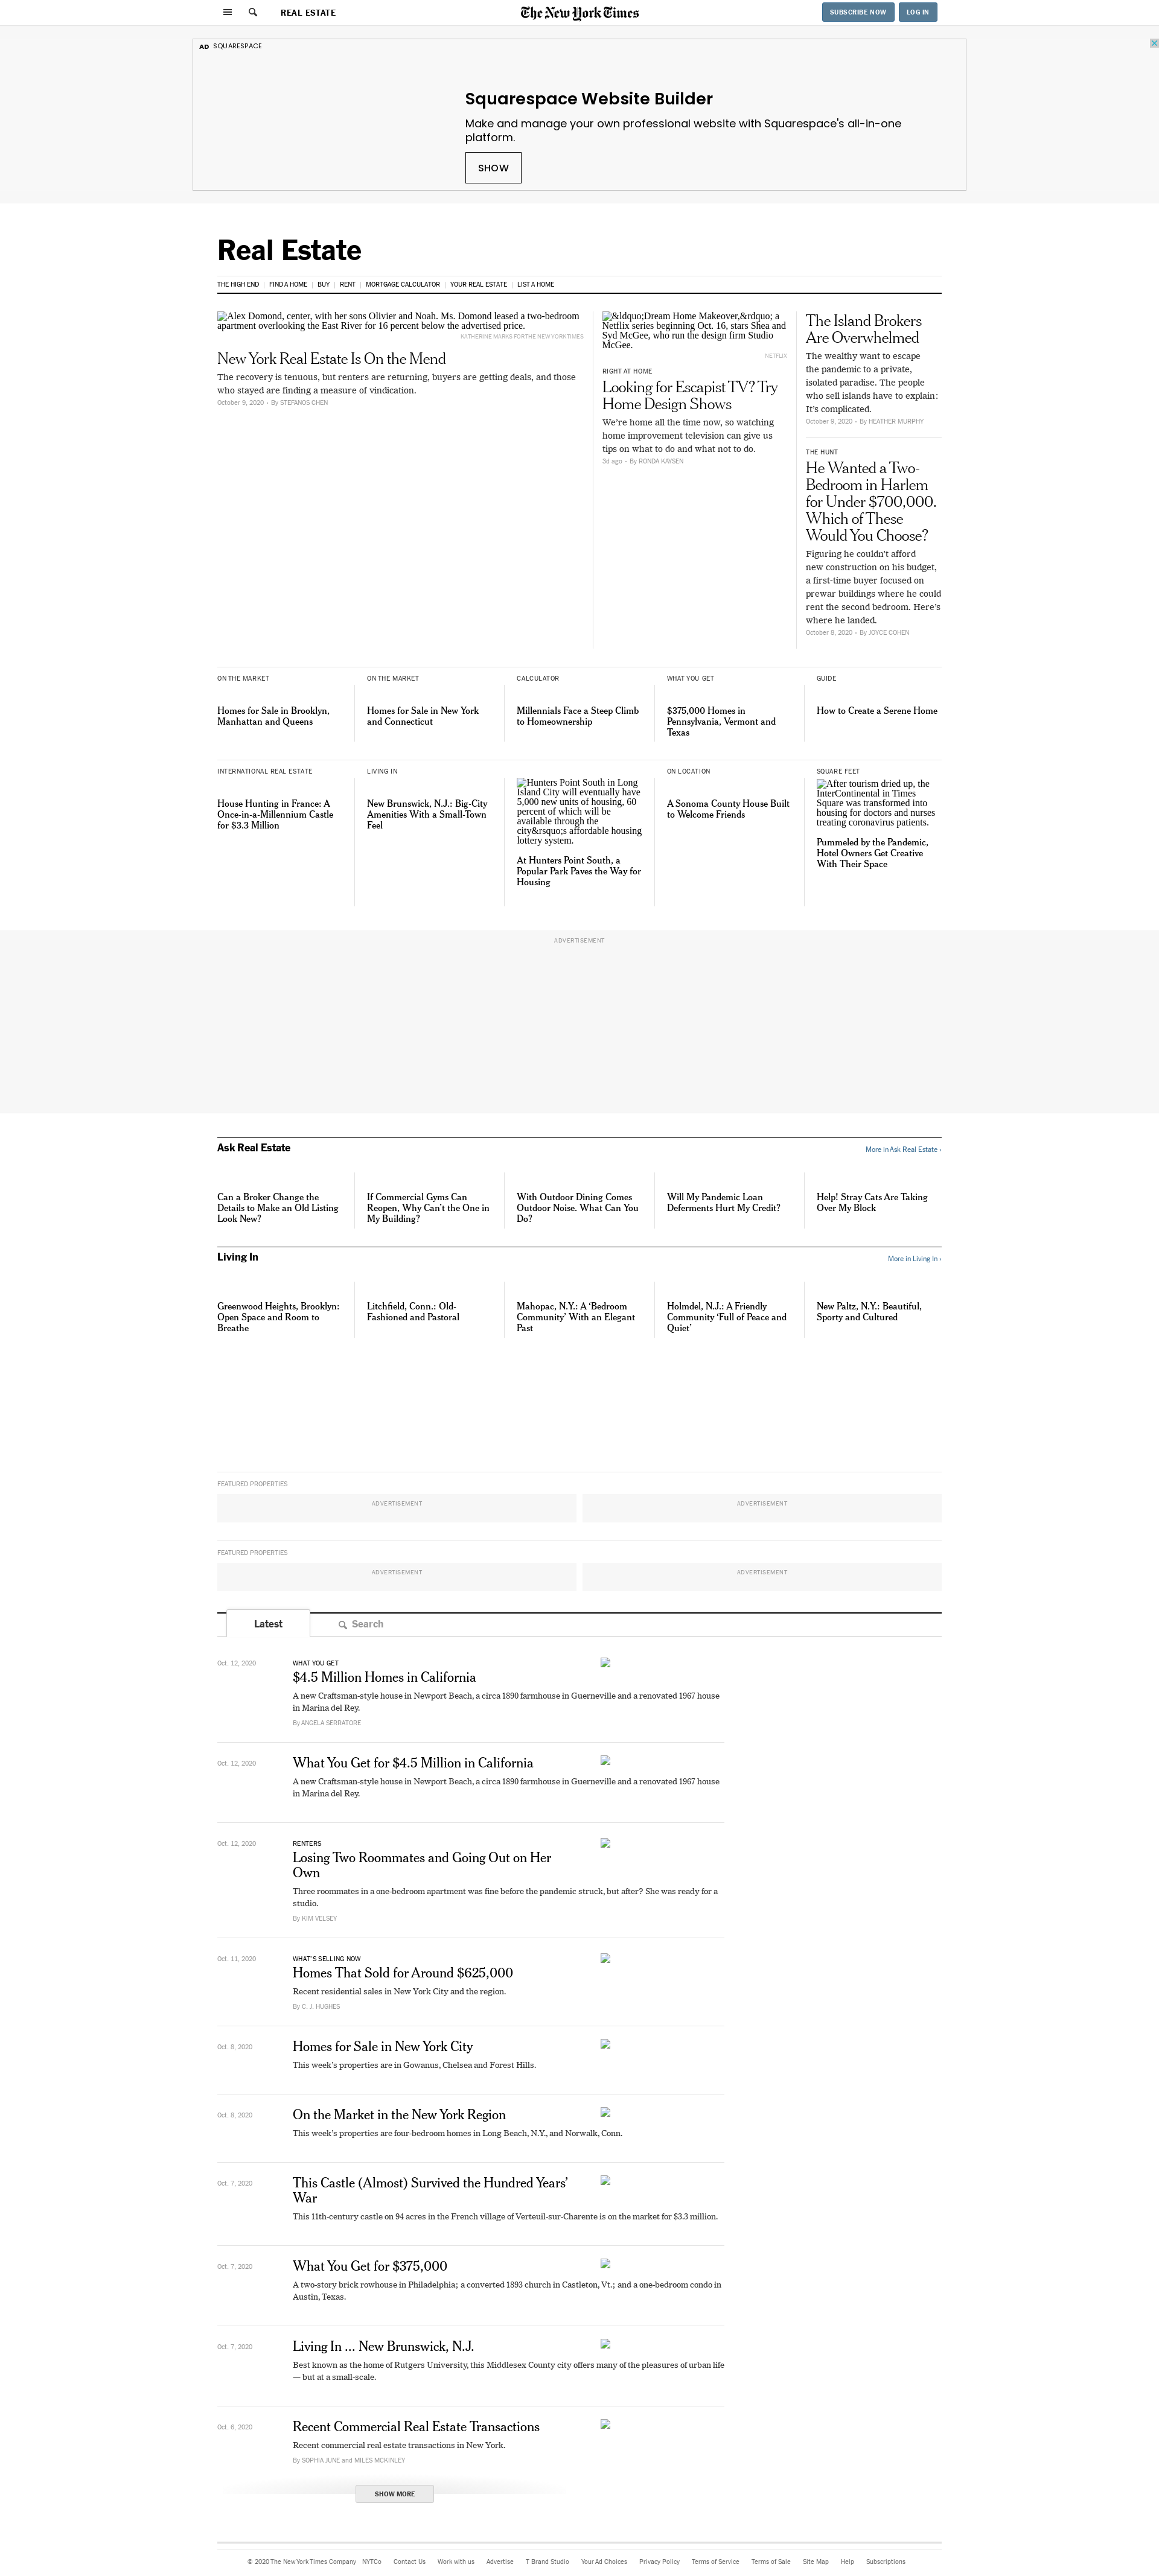 REAL ESTATE
The New York Times
SUBSCRIBE NOW
LOG IN
AD SQUARESPACE
Squarespace Website Builder
Make and manage your own professional website with Squarespace's all-in-one
platform.
SHOW
Real Estate
THE HIGH END
FIND A HOME
BUY
RENT
MORTGAGE CALCULATOR
YOUR REAL ESTATE
LIST A HOME
Alex Domond, center, with her sons Olivier and Noah. Ms. Domond leased a two-bedroom
apartment overlooking the East River for 16 percent below the advertised price.
KATHERINE MARKS FOR THE NEW YORK TIMES
New York Real Estate Is On the Mend
The recovery is tenuous, but renters are returning, buyers are getting deals, and those
who stayed are finding a measure of vindication.
October 9, 2020 • By STEFANOS CHEN
&ldquo;Dream Home Makeover,&rdquo; a
Netflix series beginning Oct. 16, stars Shea and
Syd McGee, who run the design firm Studio
McGee.
NETFLIX
RIGHT AT HOME
Looking for Escapist TV? Try
Home Design Shows
We're home all the time now, so watching
home improvement television can give us
tips on what to do and what not to do.
3d ago • By RONDA KAYSEN
The Island Brokers
Are Overwhelmed
The wealthy want to escape
the pandemic to a private,
isolated paradise. The people
who sell islands have to explain:
It's complicated.
October 9, 2020 • By HEATHER MURPHY
THE HUNT
He Wanted a Two-
Bedroom in Harlem
for Under $700,000.
Which of These
Would You Choose?
Figuring he couldn't afford
new construction on his budget,
a first-time buyer focused on
prewar buildings where he could
rent the second bedroom. Here's
where he landed.
October 8, 2020 • By JOYCE COHEN
ON THE MARKET
Homes for Sale in Brooklyn,
Manhattan and Queens
ON THE MARKET
Homes for Sale in New York
and Connecticut
CALCULATOR
Millennials Face a Steep Climb
to Homeownership
WHAT YOU GET
$375,000 Homes in
Pennsylvania, Vermont and
Texas
GUIDE
How to Create a Serene Home
INTERNATIONAL REAL ESTATE
House Hunting in France: A
Once-in-a-Millennium Castle
for $3.3 Million
LIVING IN
New Brunswick, N.J.: Big-City
Amenities With a Small-Town
Feel
Hunters Point South in Long
Island City will eventually have
5,000 new units of housing, 60
percent of which will be
available through the
city&rsquo;s affordable housing
lottery system.
At Hunters Point South, a
Popular Park Paves the Way for
Housing
ON LOCATION
A Sonoma County House Built
to Welcome Friends
SQUARE FEET
After tourism dried up, the
InterContinental in Times
Square was transformed into
housing for doctors and nurses
treating coronavirus patients.
Pummeled by the Pandemic,
Hotel Owners Get Creative
With Their Space
ADVERTISEMENT
Ask Real Estate
More in Ask Real Estate ›
Can a Broker Change the
Details to Make an Old Listing
Look New?
If Commercial Gyms Can
Reopen, Why Can't the One in
My Building?
With Outdoor Dining Comes
Outdoor Noise. What Can You
Do?
Will My Pandemic Loan
Deferments Hurt My Credit?
Help! Stray Cats Are Taking
Over My Block
Living In
More in Living In ›
Greenwood Heights, Brooklyn:
Open Space and Room to
Breathe
Litchfield, Conn.: Old-
Fashioned and Pastoral
Mahopac, N.Y.: A ‘Bedroom
Community’ With an Elegant
Past
Holmdel, N.J.: A Friendly
Community ‘Full of Peace and
Quiet’
New Paltz, N.Y.: Beautiful,
Sporty and Cultured
FEATURED PROPERTIES
ADVERTISEMENT
ADVERTISEMENT
FEATURED PROPERTIES
ADVERTISEMENT
ADVERTISEMENT
Latest
Search
Oct. 12, 2020
WHAT YOU GET
$4.5 Million Homes in California
A new Craftsman-style house in Newport Beach, a circa 1890 farmhouse in Guerneville and a renovated 1967 house
in Marina del Rey.
By ANGELA SERRATORE
Oct. 12, 2020
What You Get for $4.5 Million in California
A new Craftsman-style house in Newport Beach, a circa 1890 farmhouse in Guerneville and a renovated 1967 house
in Marina del Rey.
Oct. 12, 2020
RENTERS
Losing Two Roommates and Going Out on Her
Own
Three roommates in a one-bedroom apartment was fine before the pandemic struck, but after? She was ready for a
studio.
By KIM VELSEY
Oct. 11, 2020
WHAT'S SELLING NOW
Homes That Sold for Around $625,000
Recent residential sales in New York City and the region.
By C. J. HUGHES
Oct. 8, 2020
Homes for Sale in New York City
This week's properties are in Gowanus, Chelsea and Forest Hills.
Oct. 8, 2020
On the Market in the New York Region
This week's properties are four-bedroom homes in Long Beach, N.Y., and Norwalk, Conn.
Oct. 7, 2020
This Castle (Almost) Survived the Hundred Years’
War
This 11th-century castle on 94 acres in the French village of Verteuil-sur-Charente is on the market for $3.3 million.
Oct. 7, 2020
What You Get for $375,000
A two-story brick rowhouse in Philadelphia; a converted 1893 church in Castleton, Vt.; and a one-bedroom condo in
Austin, Texas.
Oct. 7, 2020
Living In ... New Brunswick, N.J.
Best known as the home of Rutgers University, this Middlesex County city offers many of the pleasures of urban life
— but at a small-scale.
Oct. 6, 2020
Recent Commercial Real Estate Transactions
Recent commercial real estate transactions in New York.
By SOPHIA JUNE and MILES MCKINLEY
SHOW MORE
© 2020 The New York Times Company
NYTCo
Contact Us
Work with us
Advertise
T Brand Studio
Your Ad Choices
Privacy Policy
Terms of Service
Terms of Sale
Site Map
Help
Subscriptions